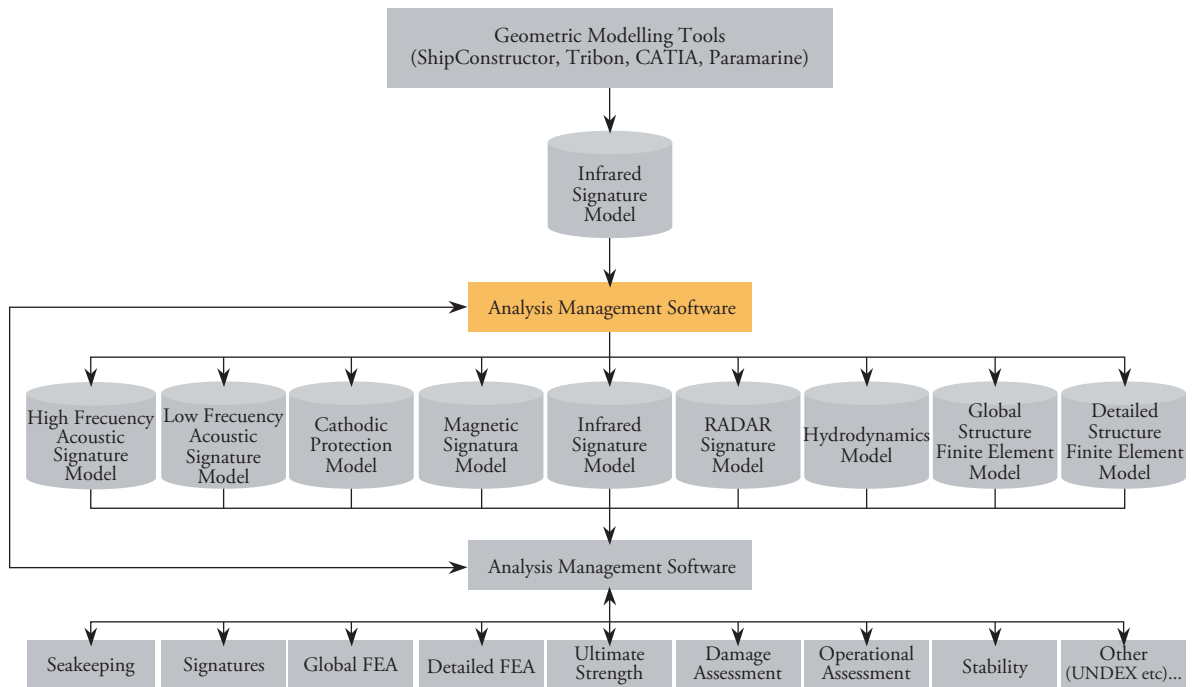 Geometric Modelling Tools
(ShipConstructor, Tribon, CATIA, Paramarine)
Infrared
Signature
Model
Analysis Management Software
High Frecuency
Acoustic
Signature
Model
Low Frecuency
Acoustic
Signature
Model
Cathodic
Protection
Model
Magnetic
Signatura Model
Infrared
Signature
Model
RADAR
Signature
Model
Hydrodynamics
Model
Global
Structure
Finite Element
Model
Detailed
Structure
Finite Element
Model
Analysis Management Software
Seakeeping
Signatures
Global FEA
Detailed FEA
Ultimate
Strength
Damage
Assessment
Operational
Assessment
Stability
Other
(UNDEX etc)...